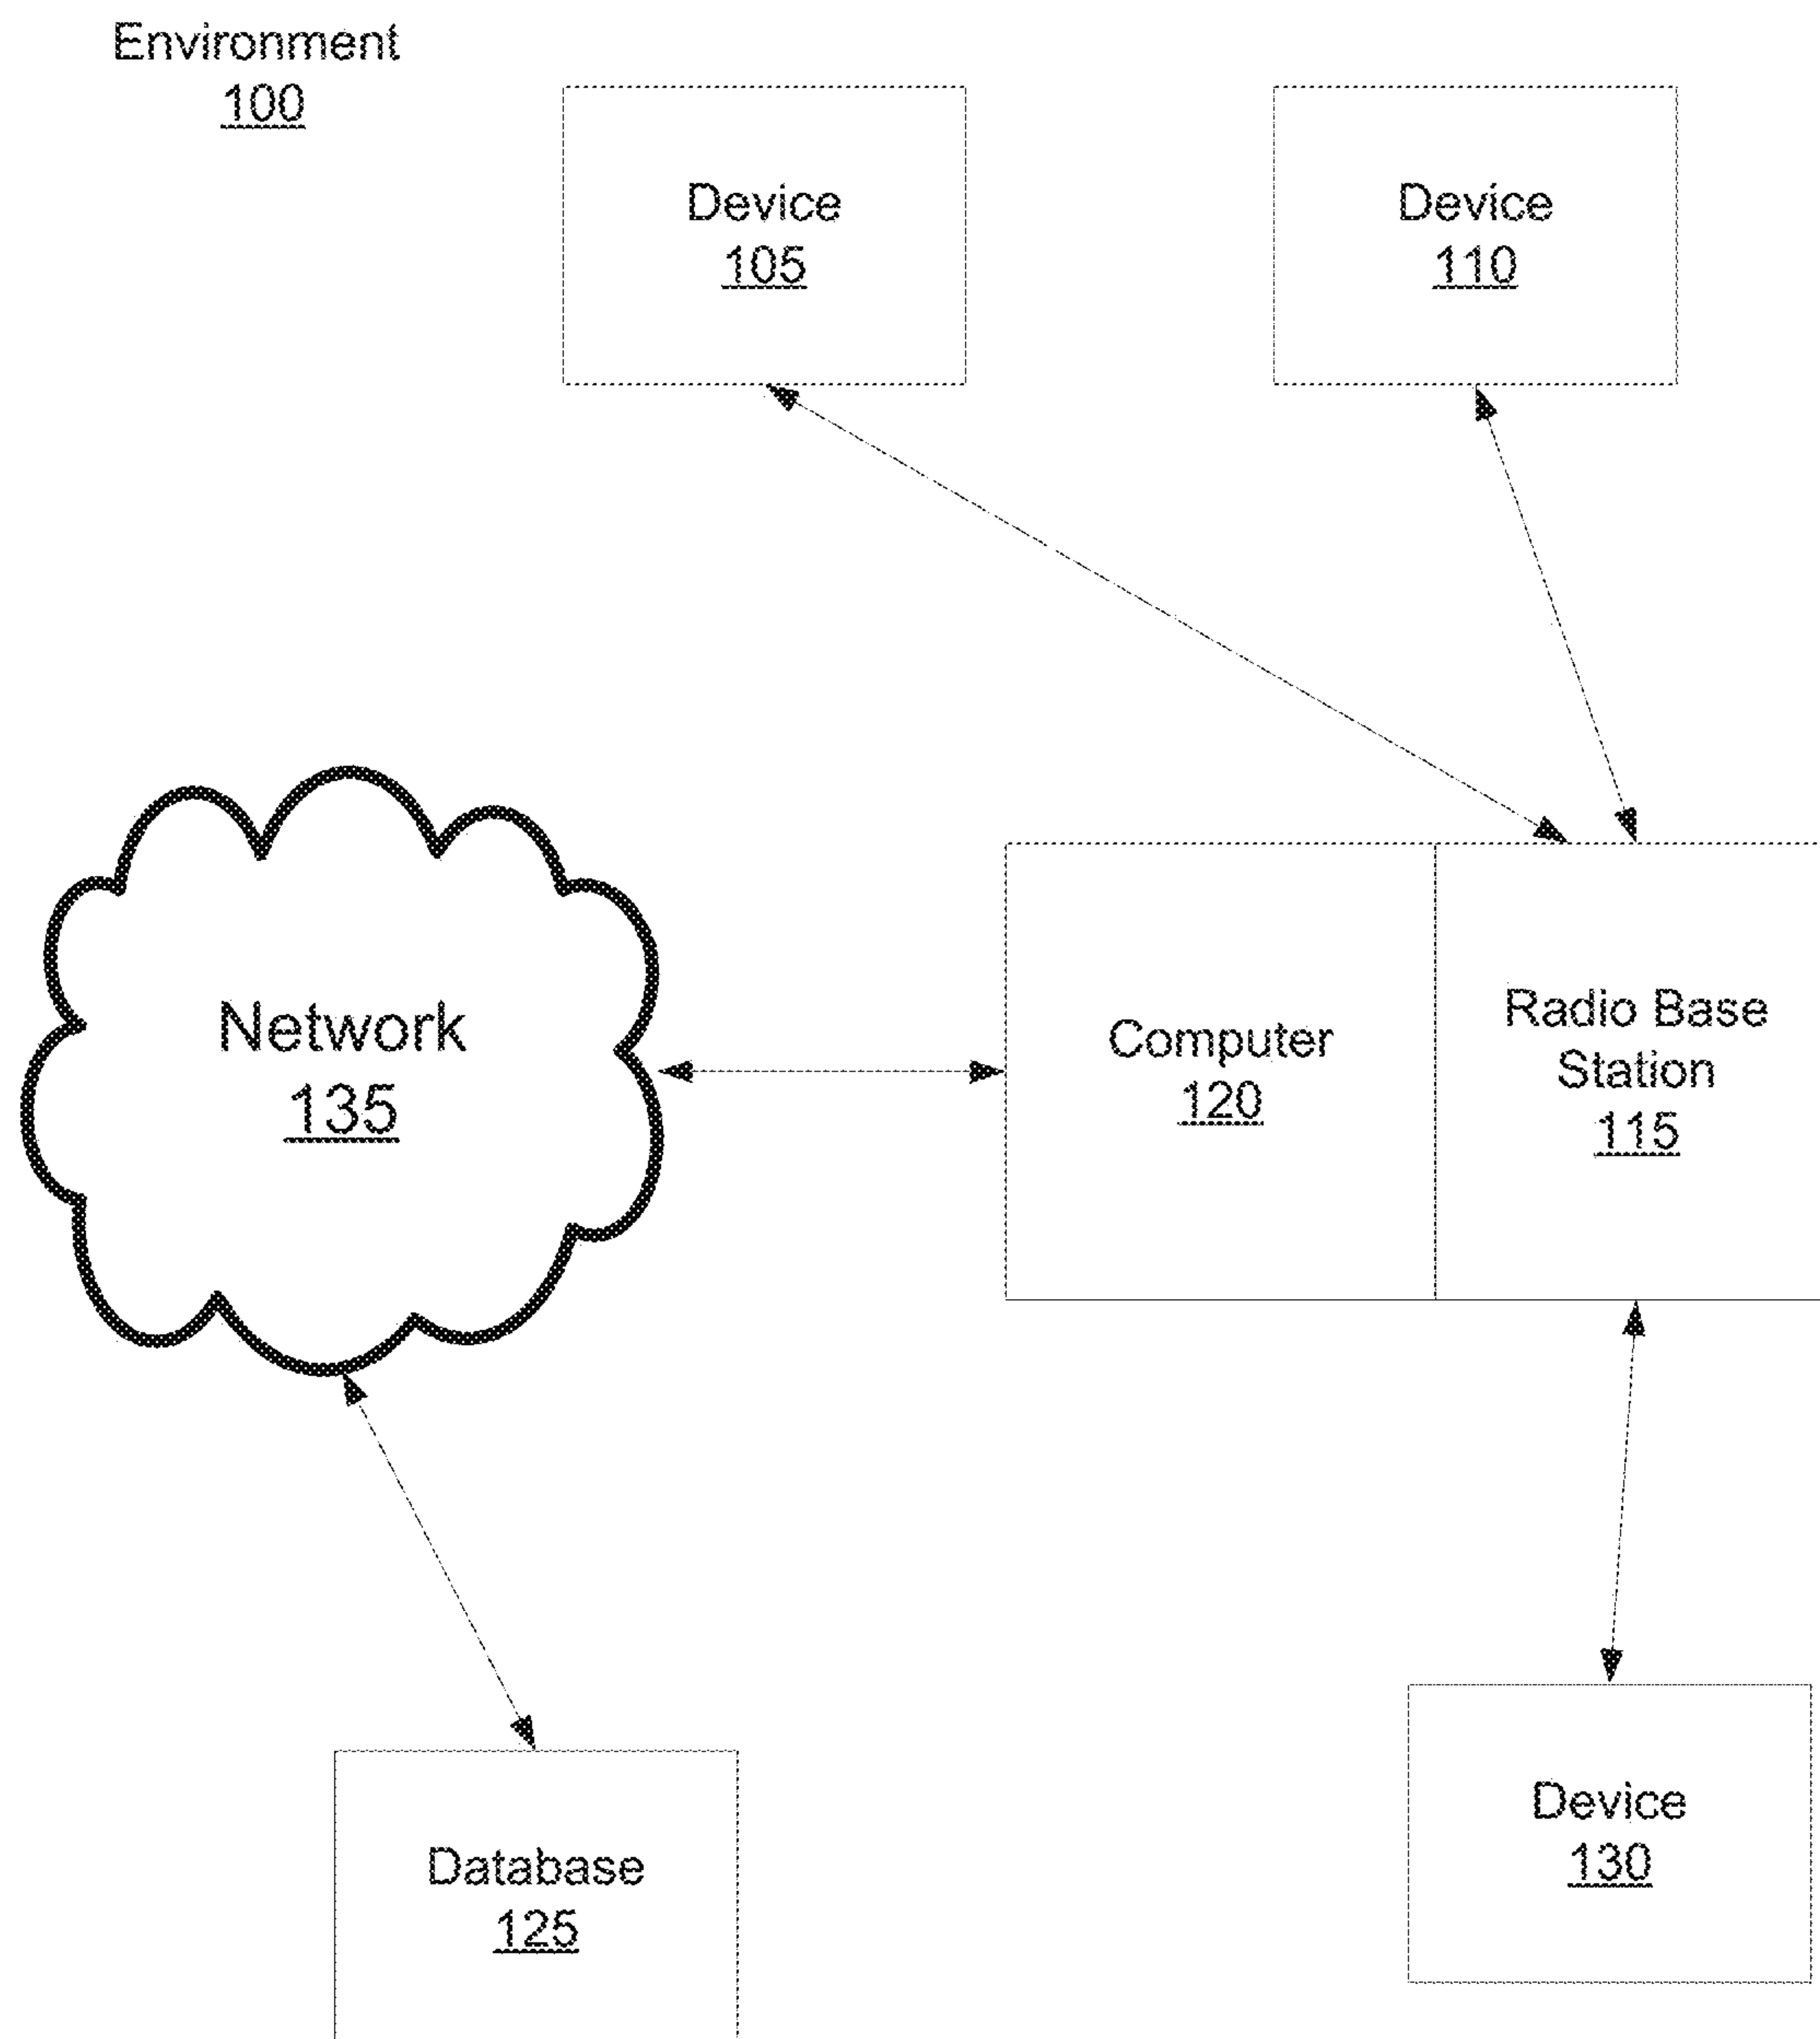 Environment
100
Device
105
Device
110
Network
135
Computer
120
Radio Base
Station
115
Database
125
Device
130